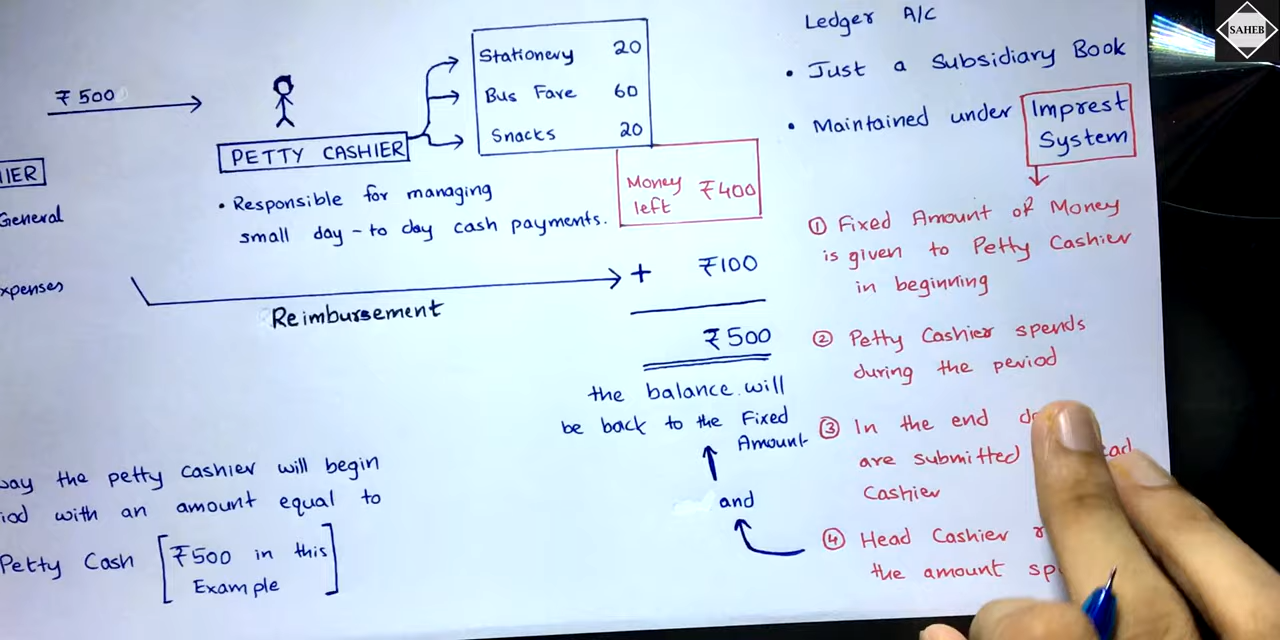 ₹500
PETTY CASHIER
Stationery 20
Bus Fare 60
Snacks 20
• Responsible for managing
small day-to day cash payments.
Money left ₹400
General
Reimbursement
+ ₹100
₹500
the balance will
be back to the Fixed
Amount
and
the petty cashier will begin
with an amount equal to
Petty Cash [₹500 in this
Example]
Ledger A/C
• Just a Subsidiary Book
• Maintained under Imprest
System
① Fixed Amount of Money
is given to Petty Cashier
in beginning
② Petty Cashier spends
during the period
③ In the end
are submitted
Cashier
④ Head Cashier
the amount
SAHEB